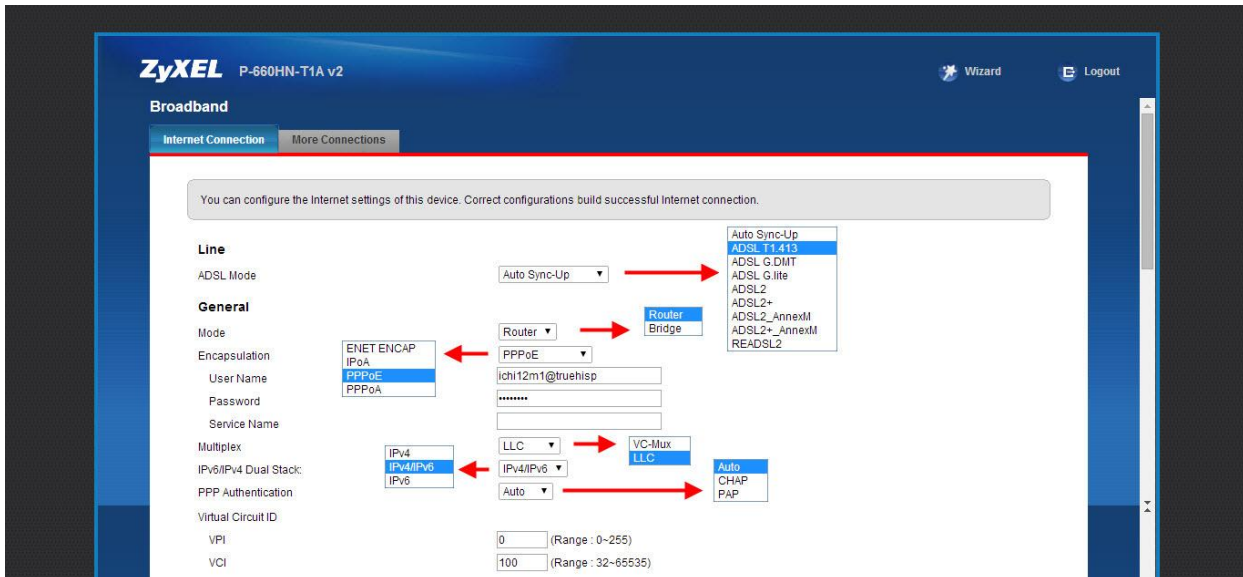 ZyXEL P-660HN-T1A v2
Wizard
Logout
Broadband
Internet Connection
More Connections
You can configure the Internet settings of this device. Correct configurations build successful Internet connection.
Line
ADSL Mode
Auto Sync-Up
Auto Sync-Up
ADSL T1.413
ADSL G.DMT
ADSL G.lite
ADSL2
ADSL2+
ADSL2_AnnexM
ADSL2+_AnnexM
READSL2
General
Mode
Router
Router
Bridge
Encapsulation
PPPoE
ENET ENCAP
IPoA
PPPoE
PPPoA
User Name
ichi12m1@truehisp
Password
••••••••
Service Name
Multiplex
LLC
VC-Mux
LLC
IPv6/IPv4 Dual Stack:
IPv4/IPv6
IPv4
IPv4/IPv6
IPv6
PPP Authentication
Auto
Auto
CHAP
PAP
Virtual Circuit ID
VPI
0 (Range : 0~255)
VCI
100 (Range : 32~65535)